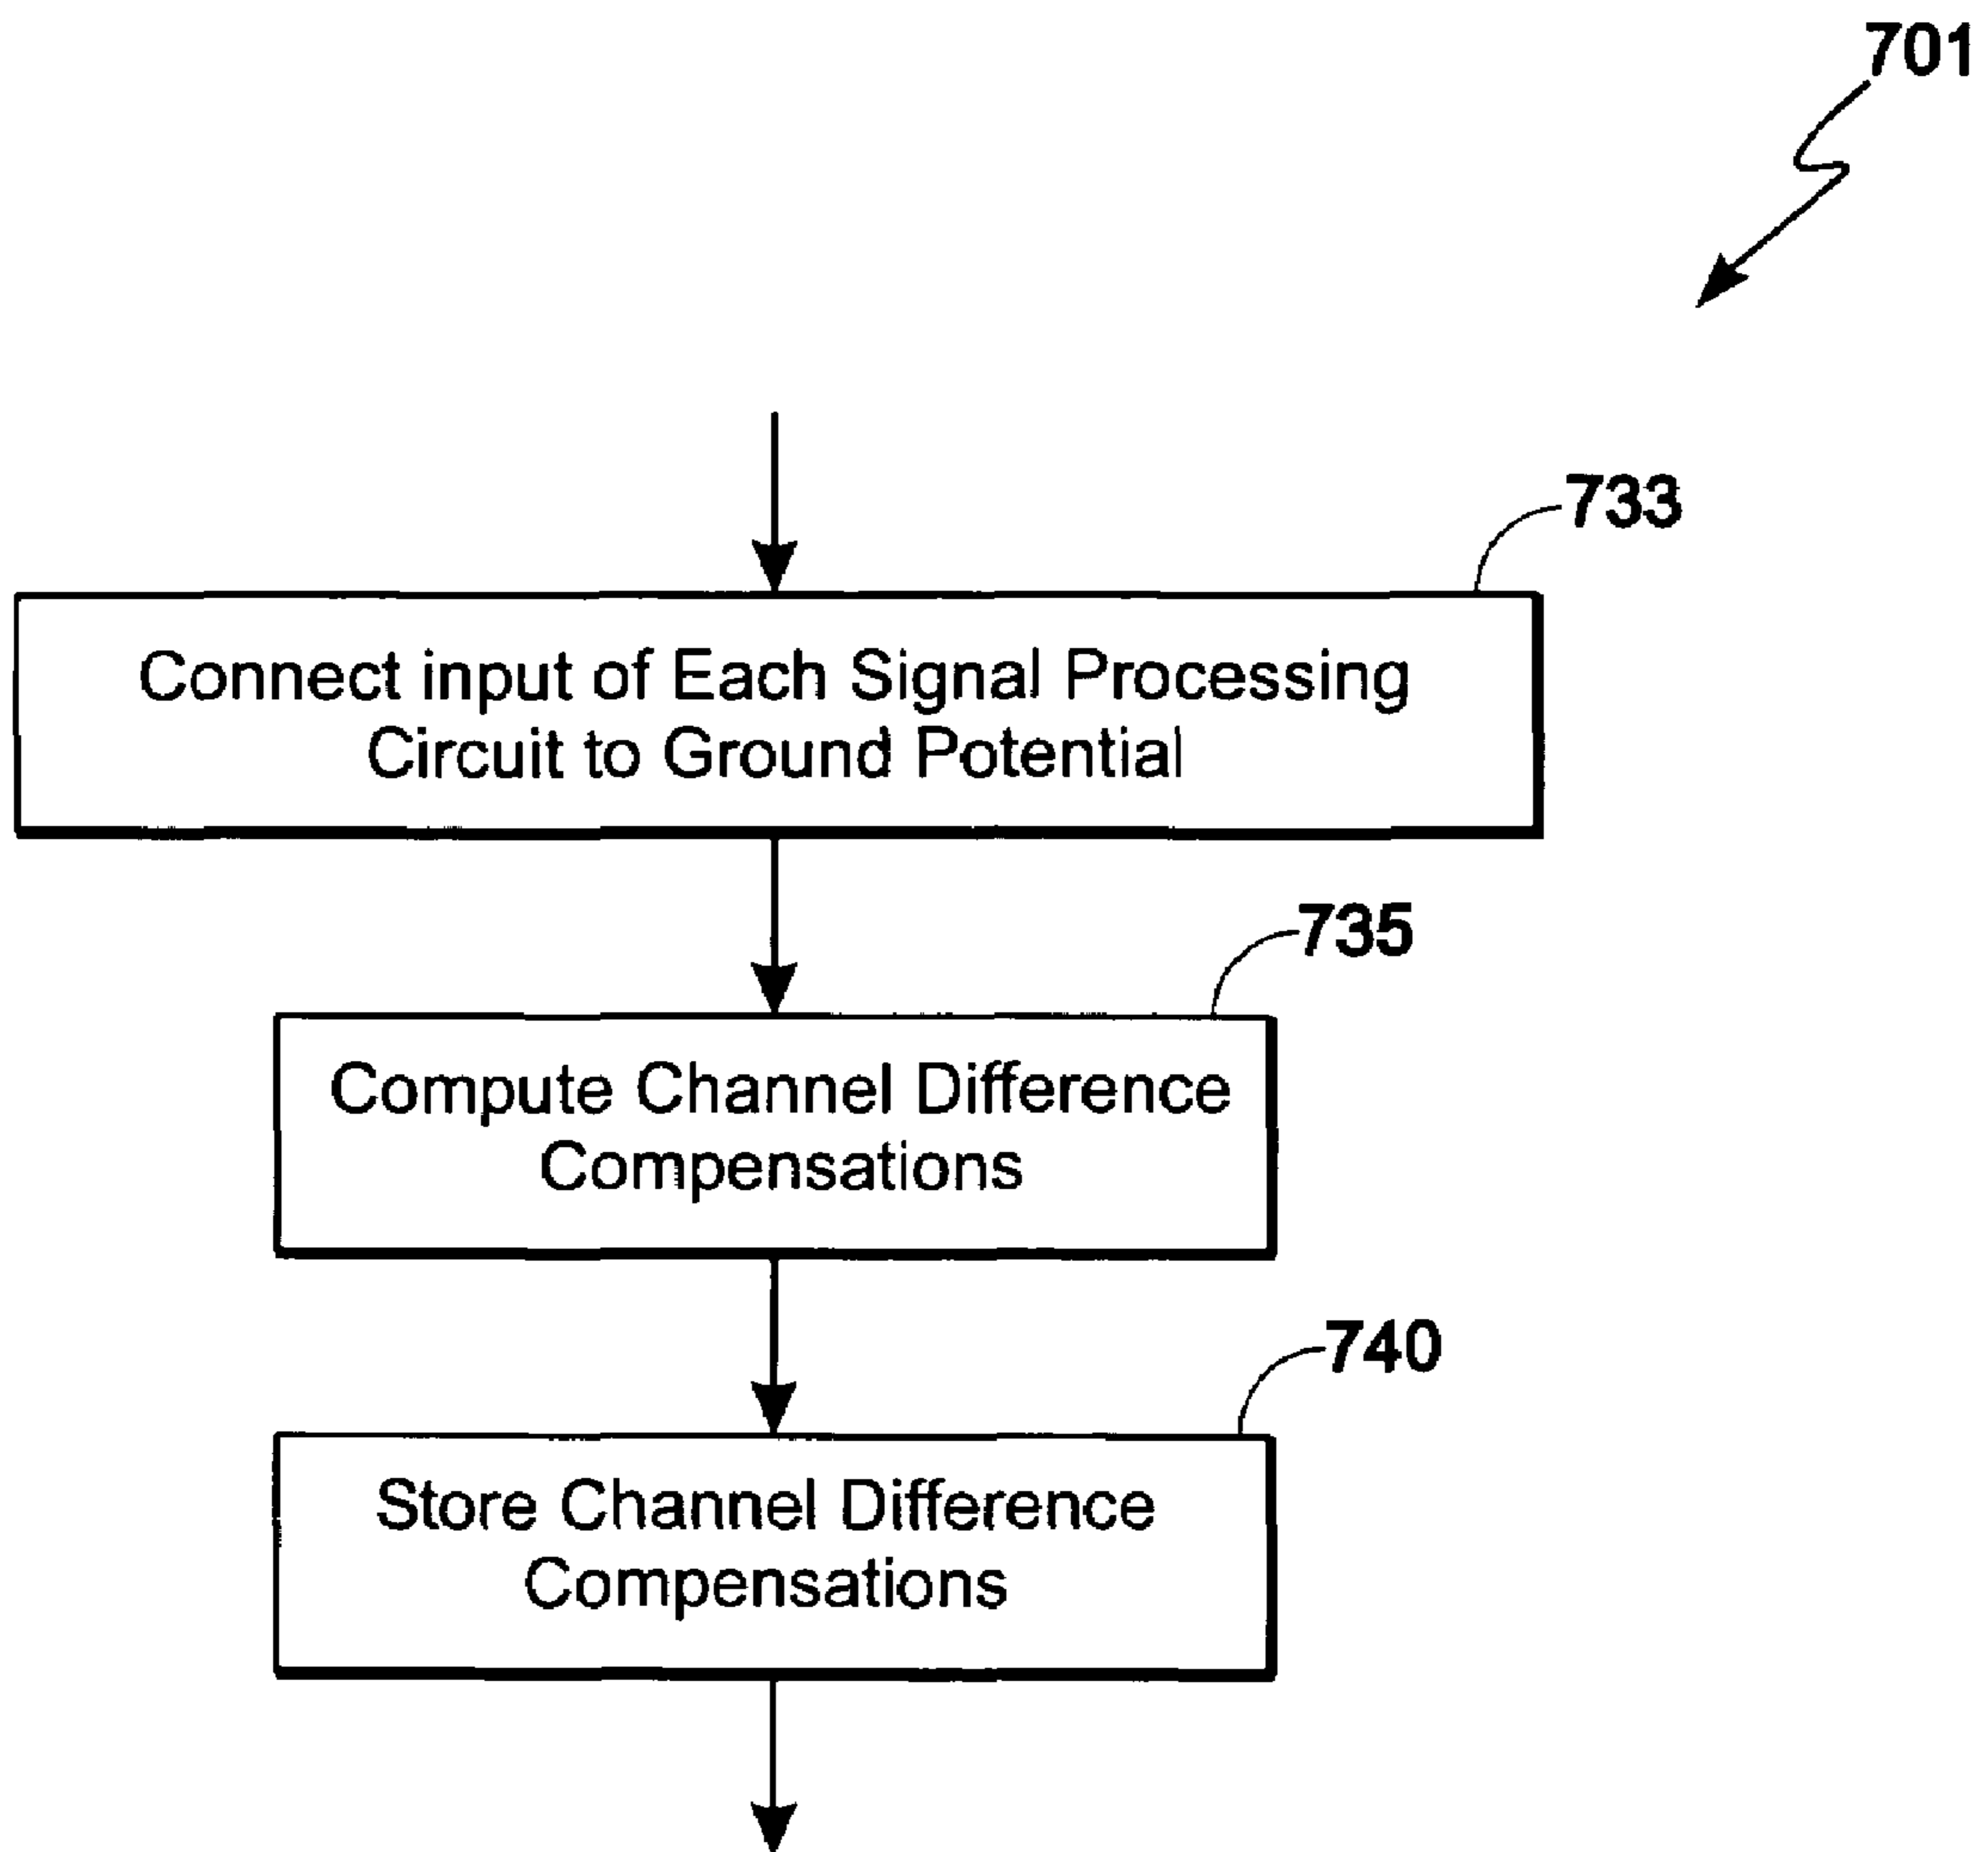 701
733
Connect input of Each Signal Processing
Circuit to Ground Potential
735
Compute Channel Difference
Compensations
740
Store Channel Difference
Compensations